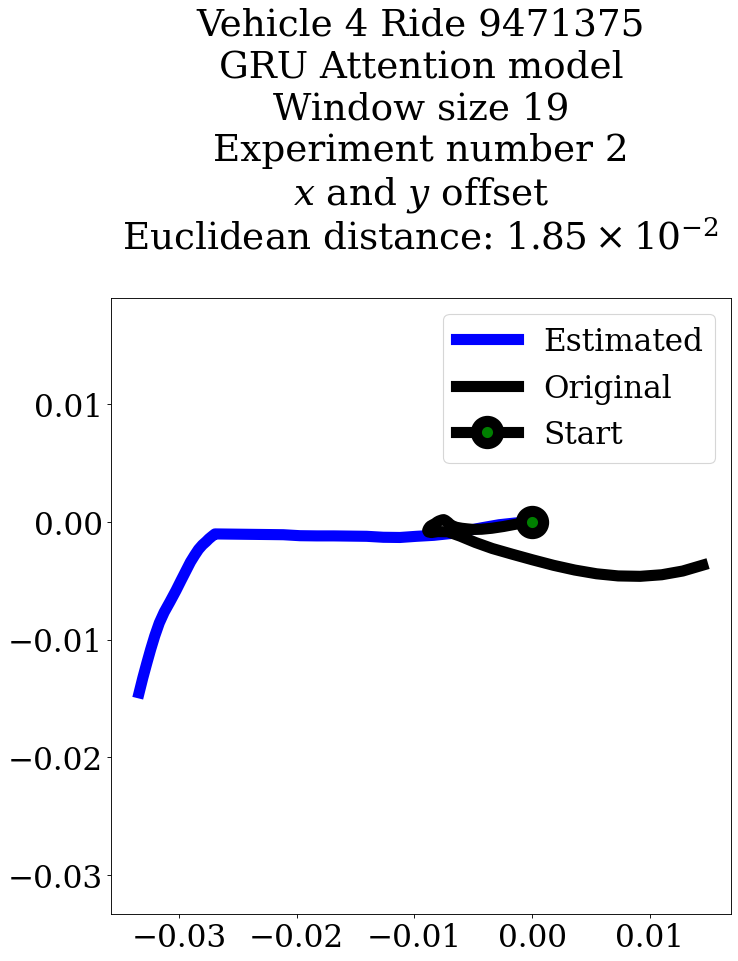 Vehicle 4 Ride 9471375
GRU Attention model
Window size 19
Experiment number 2
x and y offset
Euclidean distance: 1.85 × 10⁻²
Estimated
Original
Start
0.01
0.00
−0.01
−0.02
−0.03
−0.03 −0.02 −0.01 0.00 0.01